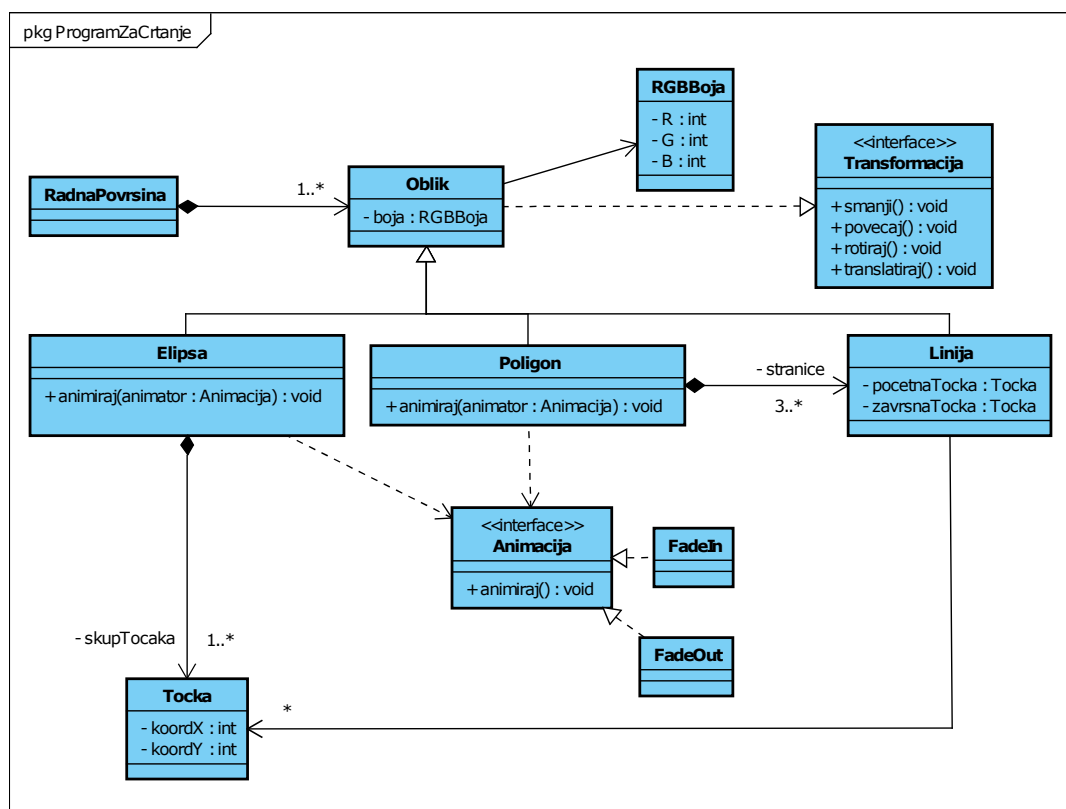 pkg ProgramZaCrtanje
RGBBoja
- R : int
- G : int
- B : int
<<interface>>
Transformacija
+ smanji() : void
+ povecaj() : void
+ rotiraj() : void
+ translatiraj() : void
RadnaPovrsina
1..*
Oblik
- boja : RGBBoja
Elipsa
+ animiraj(animator : Animacija) : void
Poligon
+ animiraj(animator : Animacija) : void
- stranice
3..*
Linija
- pocetnaTocka : Tocka
- zavrsnaTocka : Tocka
<<interface>>
Animacija
+ animiraj() : void
FadeIn
FadeOut
- skupTocaka
1..*
Tocka
- koordX : int
- koordY : int
*